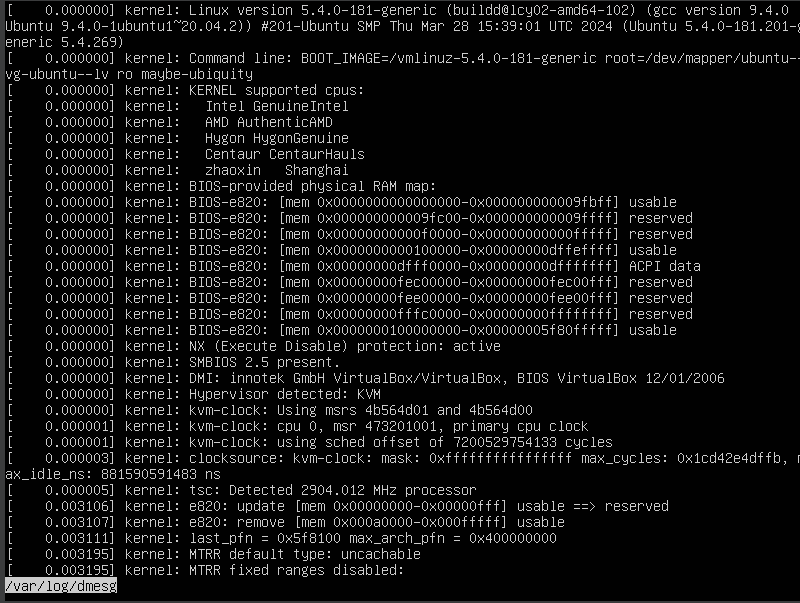 [    0.000000] kernel: Linux version 5.4.0-181-generic (buildd@lcy02-amd64-102) (gcc version 9.4.0 (
Ubuntu 9.4.0-1ubuntu1~20.04.2)) #201-Ubuntu SMP Thu Mar 28 15:39:01 UTC 2024 (Ubuntu 5.4.0-181.201-g
eneric 5.4.269)
[    0.000000] kernel: Command line: BOOT_IMAGE=/vmlinuz-5.4.0-181-generic root=/dev/mapper/ubuntu--
vg-ubuntu--lv ro maybe-ubiquity
[    0.000000] kernel: KERNEL supported cpus:
[    0.000000] kernel:   Intel GenuineIntel
[    0.000000] kernel:   AMD AuthenticAMD
[    0.000000] kernel:   Hygon HygonGenuine
[    0.000000] kernel:   Centaur CentaurHauls
[    0.000000] kernel:   zhaoxin   Shanghai
[    0.000000] kernel: BIOS-provided physical RAM map:
[    0.000000] kernel: BIOS-e820: [mem 0x0000000000000000-0x000000000009fbff] usable
[    0.000000] kernel: BIOS-e820: [mem 0x000000000009fc00-0x000000000009ffff] reserved
[    0.000000] kernel: BIOS-e820: [mem 0x00000000000f0000-0x00000000000fffff] reserved
[    0.000000] kernel: BIOS-e820: [mem 0x0000000000100000-0x00000000dffeffff] usable
[    0.000000] kernel: BIOS-e820: [mem 0x00000000dfff0000-0x00000000dfffffff] ACPI data
[    0.000000] kernel: BIOS-e820: [mem 0x00000000fec00000-0x00000000fec00fff] reserved
[    0.000000] kernel: BIOS-e820: [mem 0x00000000fee00000-0x00000000fee00fff] reserved
[    0.000000] kernel: BIOS-e820: [mem 0x00000000fffc0000-0x00000000ffffffff] reserved
[    0.000000] kernel: BIOS-e820: [mem 0x0000000100000000-0x00000005f80fffff] usable
[    0.000000] kernel: NX (Execute Disable) protection: active
[    0.000000] kernel: SMBIOS 2.5 present.
[    0.000000] kernel: DMI: innotek GmbH VirtualBox/VirtualBox, BIOS VirtualBox 12/01/2006
[    0.000000] kernel: Hypervisor detected: KVM
[    0.000000] kernel: kvm-clock: Using msrs 4b564d01 and 4b564d00
[    0.000001] kernel: kvm-clock: cpu 0, msr 473201001, primary cpu clock
[    0.000001] kernel: kvm-clock: using sched offset of 7200529754133 cycles
[    0.000003] kernel: clocksource: kvm-clock: mask: 0xffffffffffffffff max_cycles: 0x1cd42e4dffb, m
ax_idle_ns: 881590591483 ns
[    0.000005] kernel: tsc: Detected 2904.012 MHz processor
[    0.003106] kernel: e820: update [mem 0x00000000-0x00000fff] usable ==> reserved
[    0.003107] kernel: e820: remove [mem 0x000a0000-0x000fffff] usable
[    0.003111] kernel: last_pfn = 0x5f8100 max_arch_pfn = 0x400000000
[    0.003195] kernel: MTRR default type: uncachable
[    0.003195] kernel: MTRR fixed ranges disabled:
/var/log/dmesg